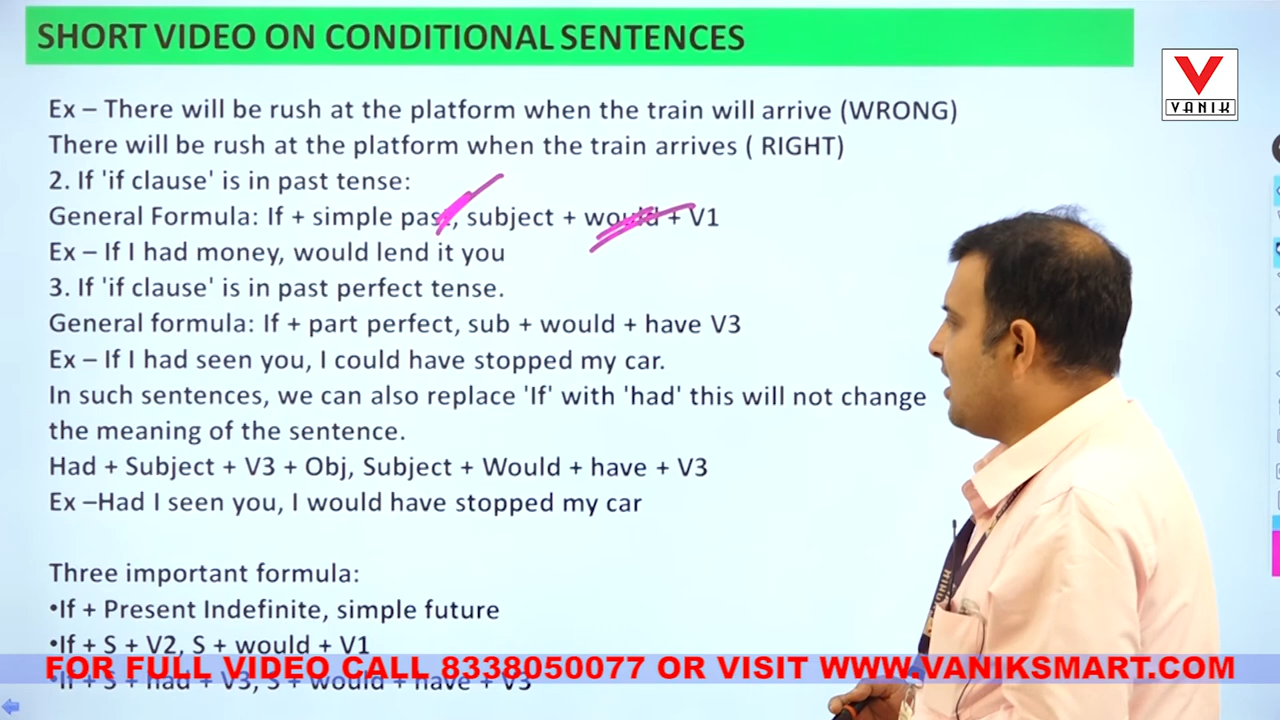 SHORT VIDEO ON CONDITIONAL SENTENCES
VANIK
Ex – There will be rush at the platform when the train will arrive (WRONG)
There will be rush at the platform when the train arrives ( RIGHT)
2. If 'if clause' is in past tense:
General Formula: If + simple past, subject + would + V1
Ex – If I had money, would lend it you
3. If 'if clause' is in past perfect tense.
General formula: If + part perfect, sub + would + have V3
Ex – If I had seen you, I could have stopped my car.
In such sentences, we can also replace 'If' with 'had' this will not change
the meaning of the sentence.
Had + Subject + V3 + Obj, Subject + Would + have + V3
Ex –Had I seen you, I would have stopped my car
Three important formula:
•If + Present Indefinite, simple future
•If + S + V2, S + would + V1
•If + S + had + V3, S + would + have + V3
FOR FULL VIDEO CALL 8338050077 OR VISIT WWW.VANIKSMART.COM